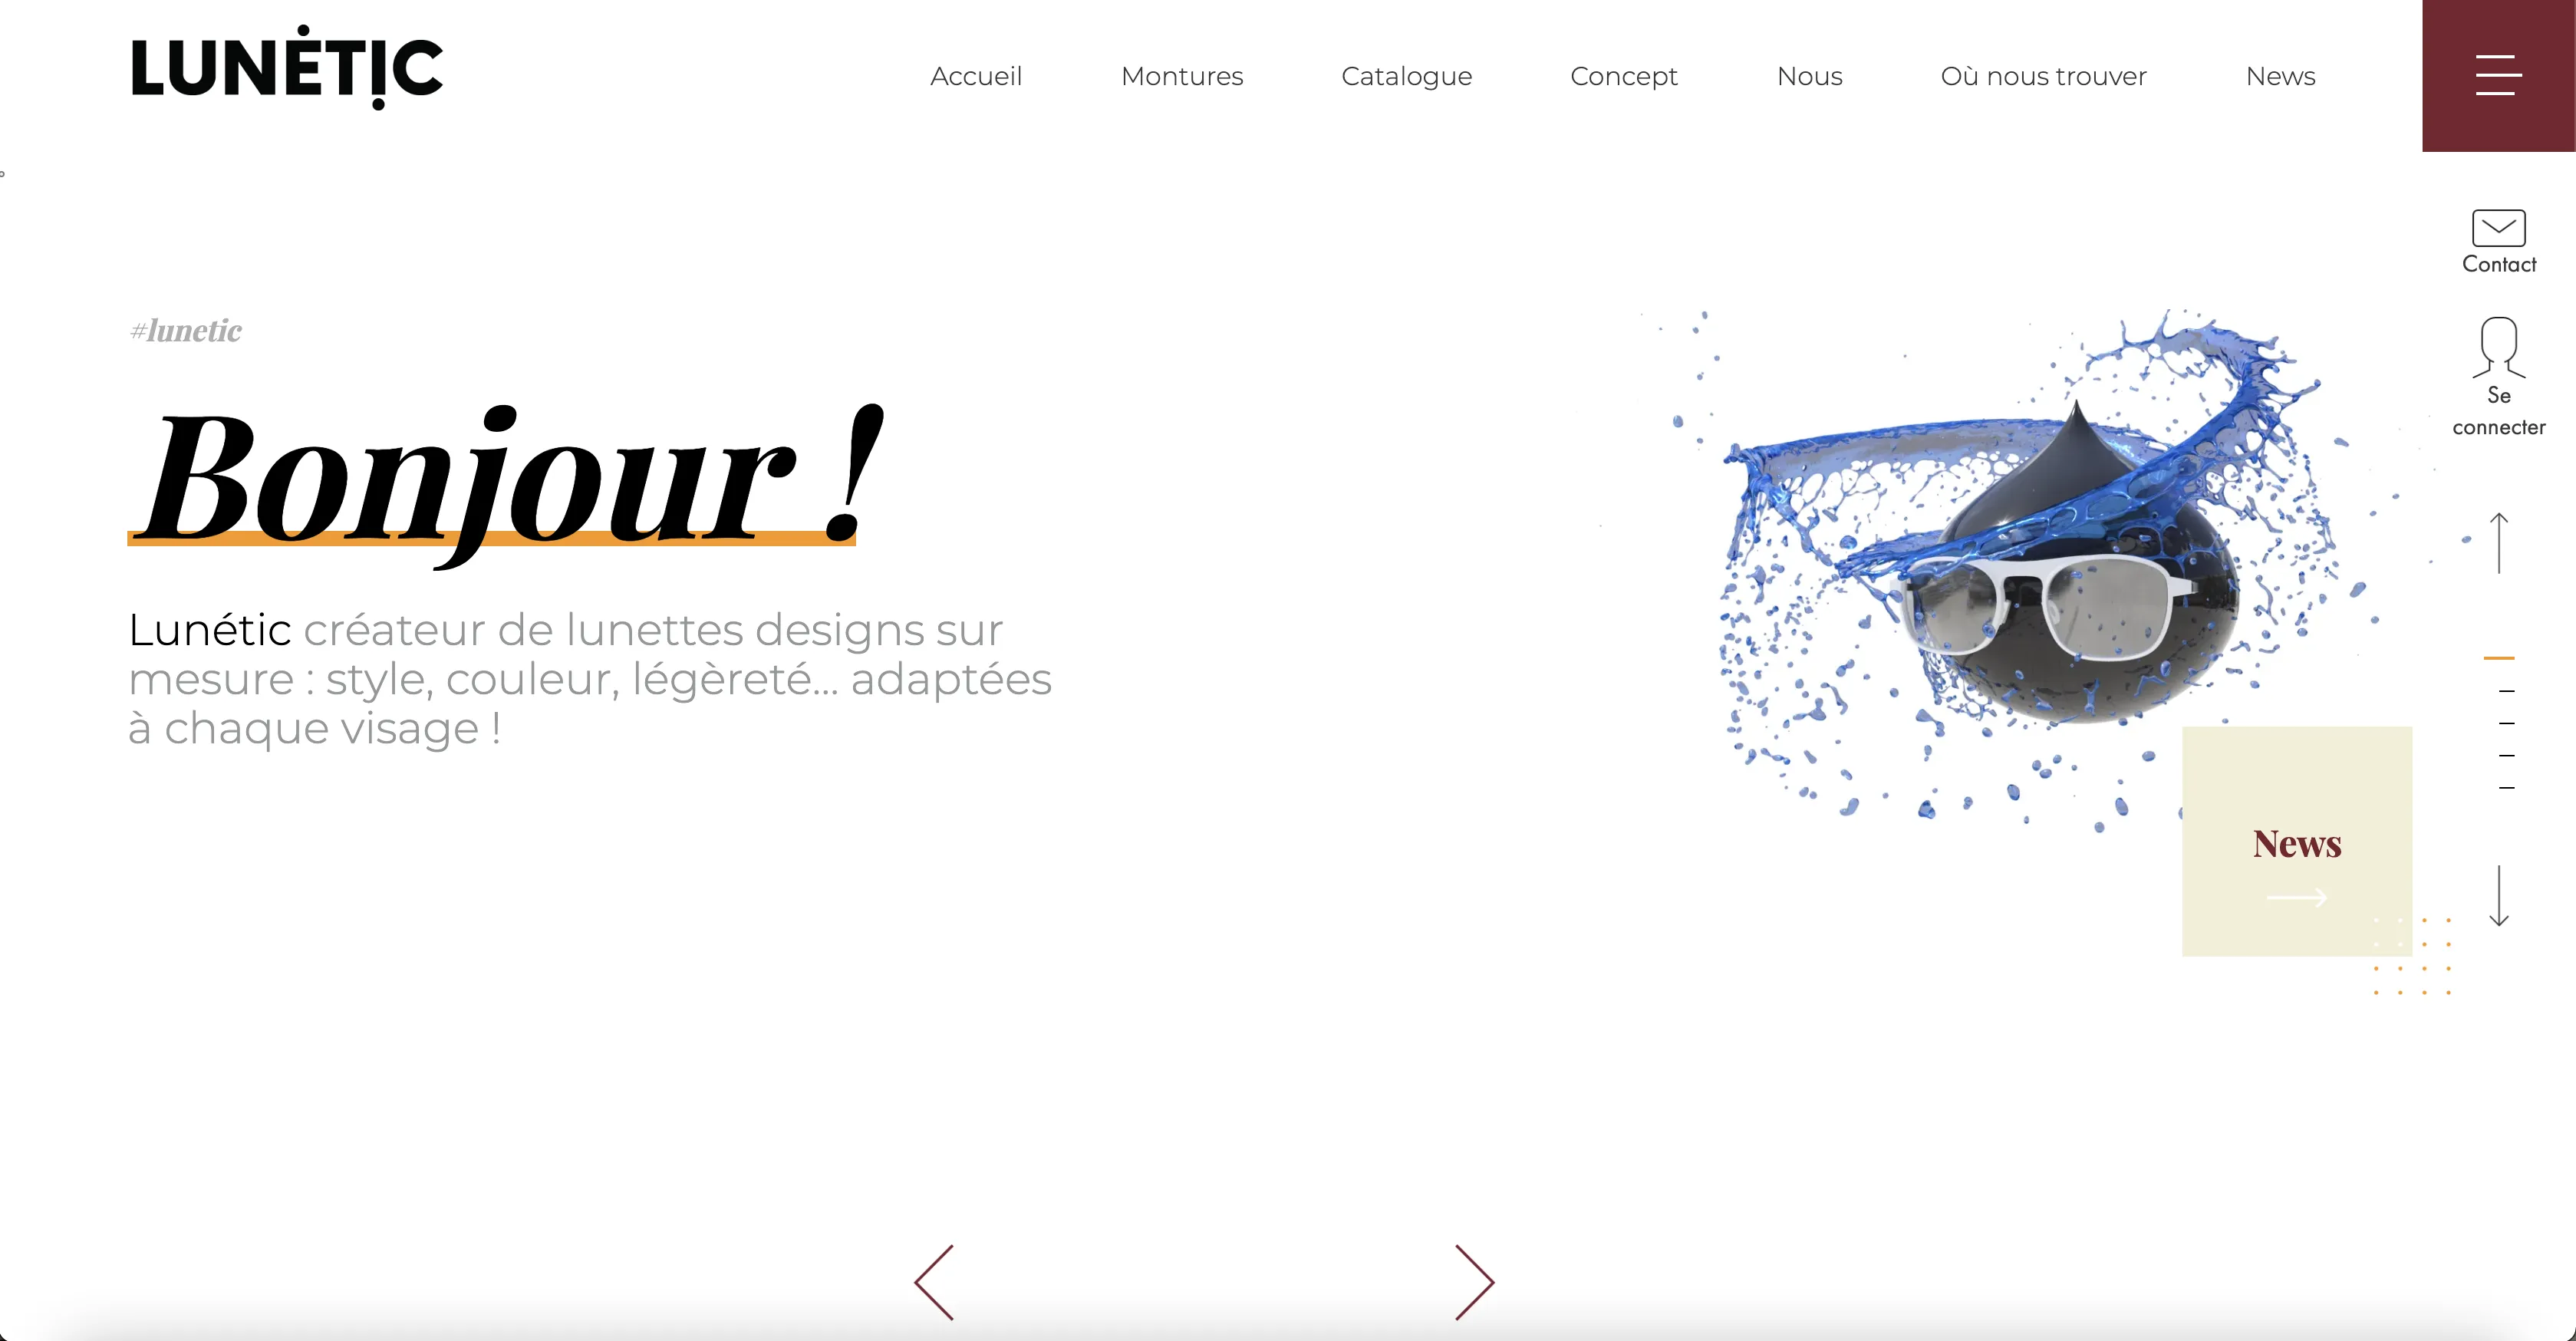 LUNĖTỊC
Accueil Montures Catalogue Concept Nous Où nous trouver News
Contact
Se
connecter
#lunetic
Bonjour !
Lunétic créateur de lunettes designs sur
mesure : style, couleur, légèreté... adaptées
à chaque visage !
News